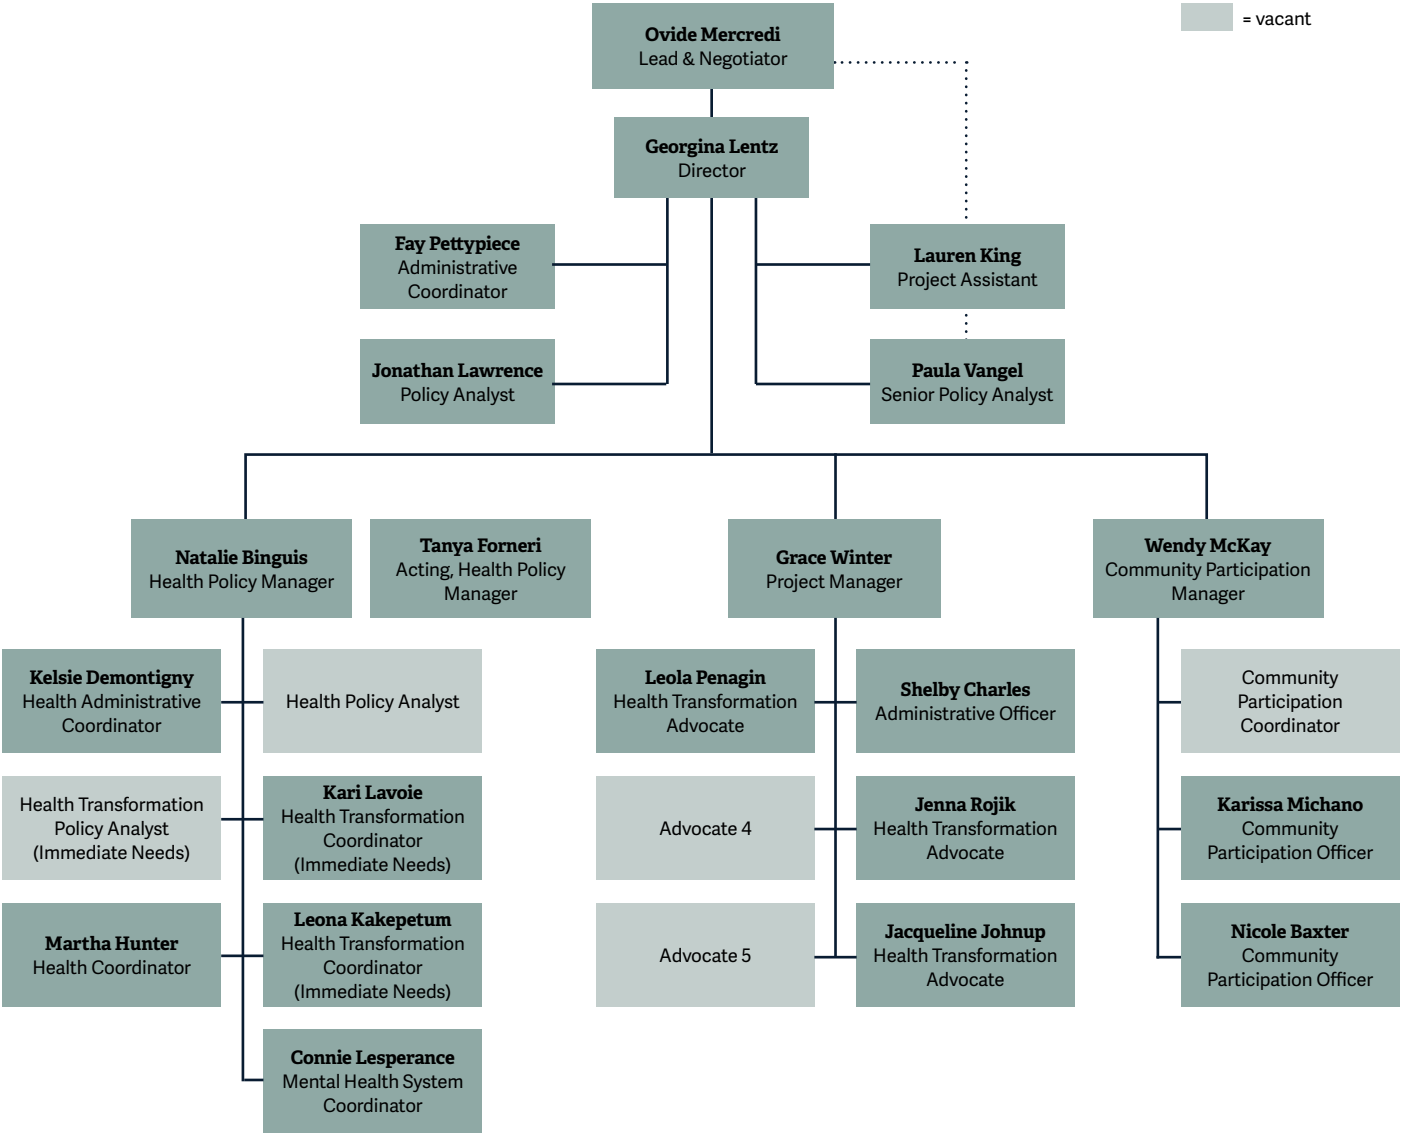 Ovide Mercredi
Lead & Negotiator
= vacant
Georgina Lentz
Director
Fay Pettypiece
Administrative
Coordinator
Lauren King
Project Assistant
Jonathan Lawrence
Policy Analyst
Paula Vangel
Senior Policy Analyst
Natalie Binguis
Health Policy Manager
Tanya Forneri
Acting, Health Policy
Manager
Grace Winter
Project Manager
Wendy McKay
Community Participation
Manager
Kelsie Demontigny
Health Administrative
Coordinator
Health Policy Analyst
Leola Penagin
Health Transformation
Advocate
Shelby Charles
Administrative Officer
Community
Participation
Coordinator
Health Transformation
Policy Analyst
(Immediate Needs)
Kari Lavoie
Health Transformation
Coordinator
(Immediate Needs)
Advocate 4
Jenna Rojik
Health Transformation
Advocate
Karissa Michano
Community
Participation Officer
Martha Hunter
Health Coordinator
Leona Kakepetum
Health Transformation
Coordinator
(Immediate Needs)
Advocate 5
Jacqueline Johnup
Health Transformation
Advocate
Nicole Baxter
Community
Participation Officer
Connie Lesperance
Mental Health System
Coordinator